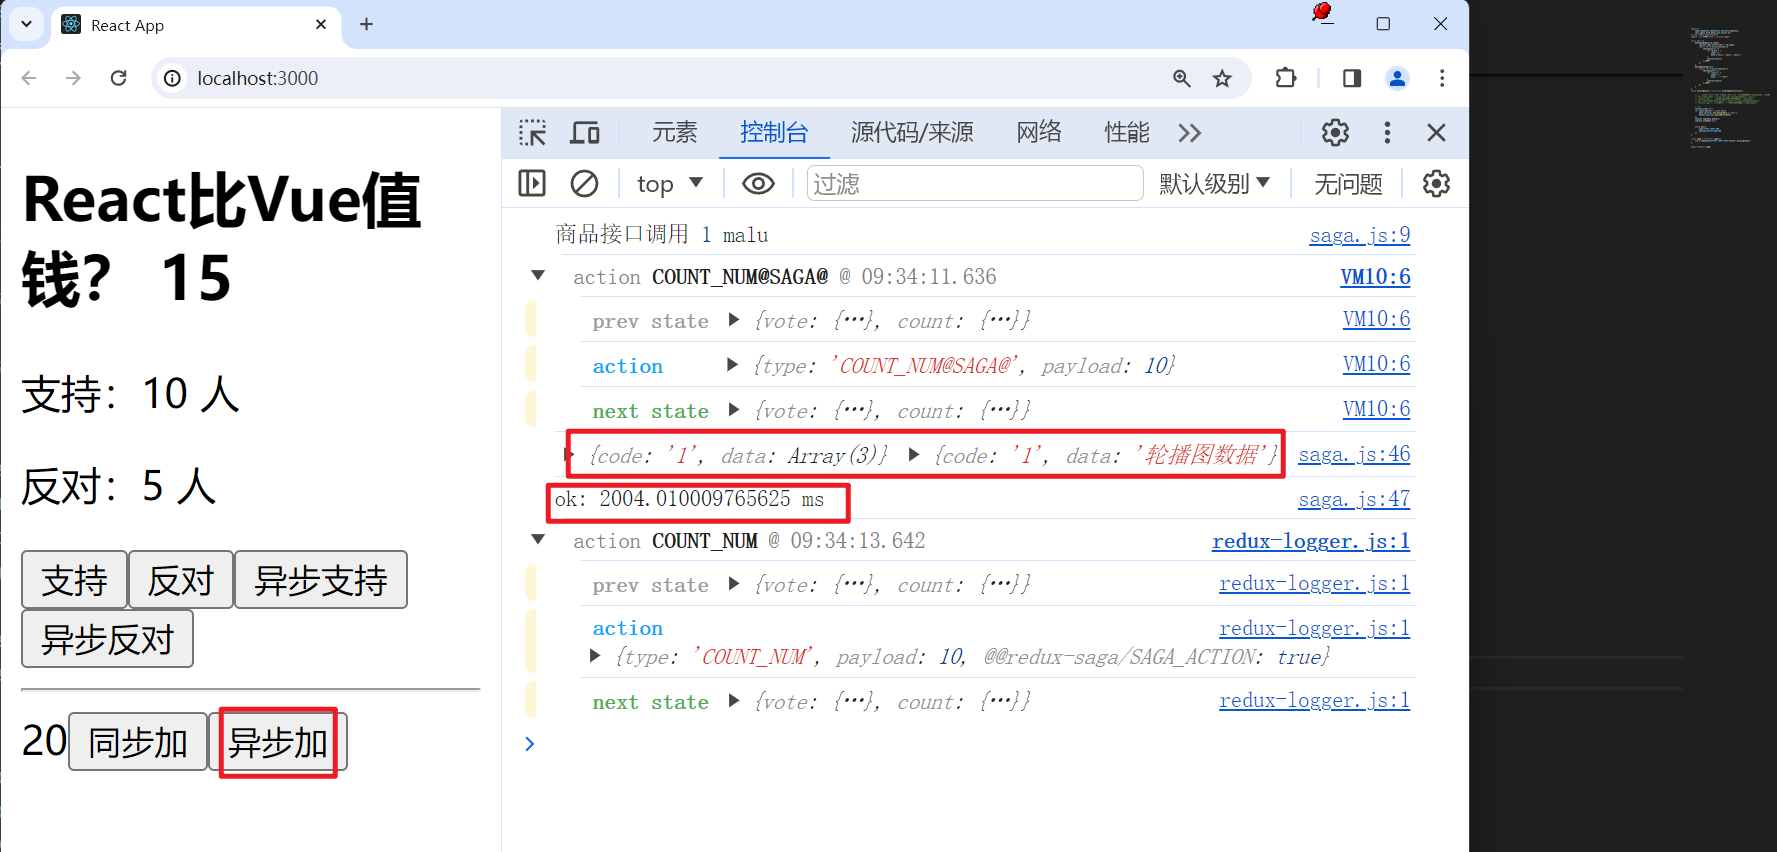 React App
localhost:3000
React比Vue值
钱? 15
支持：10 人
反对：5 人
支持 反对 异步支持
异步反对
20 同步加 异步加
元素 控制台 源代码/来源 网络 性能
top 过滤 默认级别 无问题
商品接口调用 1 malu saga.js:9
action COUNT_NUM@SAGA@ @ 09:34:11.636 VM10:6
prev state {vote: {…}, count: {…}} VM10:6
action {type: 'COUNT_NUM@SAGA@', payload: 10} VM10:6
next state {vote: {…}, count: {…}} VM10:6
{code: '1', data: Array(3)} {code: '1', data: '轮播图数据'} saga.js:46
ok: 2004.010009765625 ms saga.js:47
action COUNT_NUM @ 09:34:13.642 redux-logger.js:1
prev state {vote: {…}, count: {…}} redux-logger.js:1
action redux-logger.js:1
{type: 'COUNT_NUM', payload: 10, @@redux-saga/SAGA_ACTION: true}
next state {vote: {…}, count: {…}} redux-logger.js:1